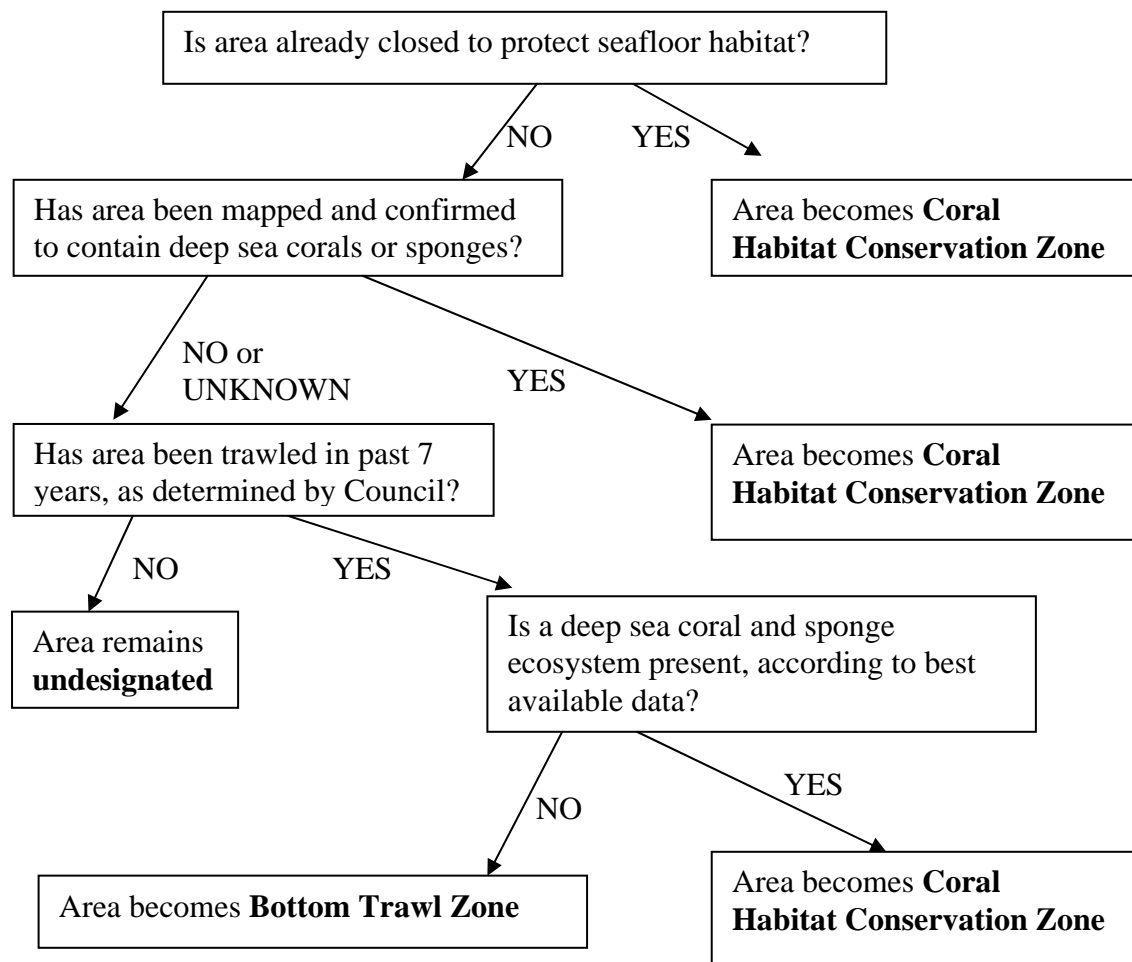 Is area already closed to protect seafloor habitat?
NO
YES
Has area been mapped and confirmed
to contain deep sea corals or sponges?
Area becomes Coral
Habitat Conservation Zone
NO or
UNKNOWN
YES
Has area been trawled in past 7
years, as determined by Council?
Area becomes Coral
Habitat Conservation Zone
NO
YES
Area remains
undesignated
Is a deep sea coral and sponge
ecosystem present, according to best
available data?
NO
YES
Area becomes Bottom Trawl Zone
Area becomes Coral
Habitat Conservation Zone